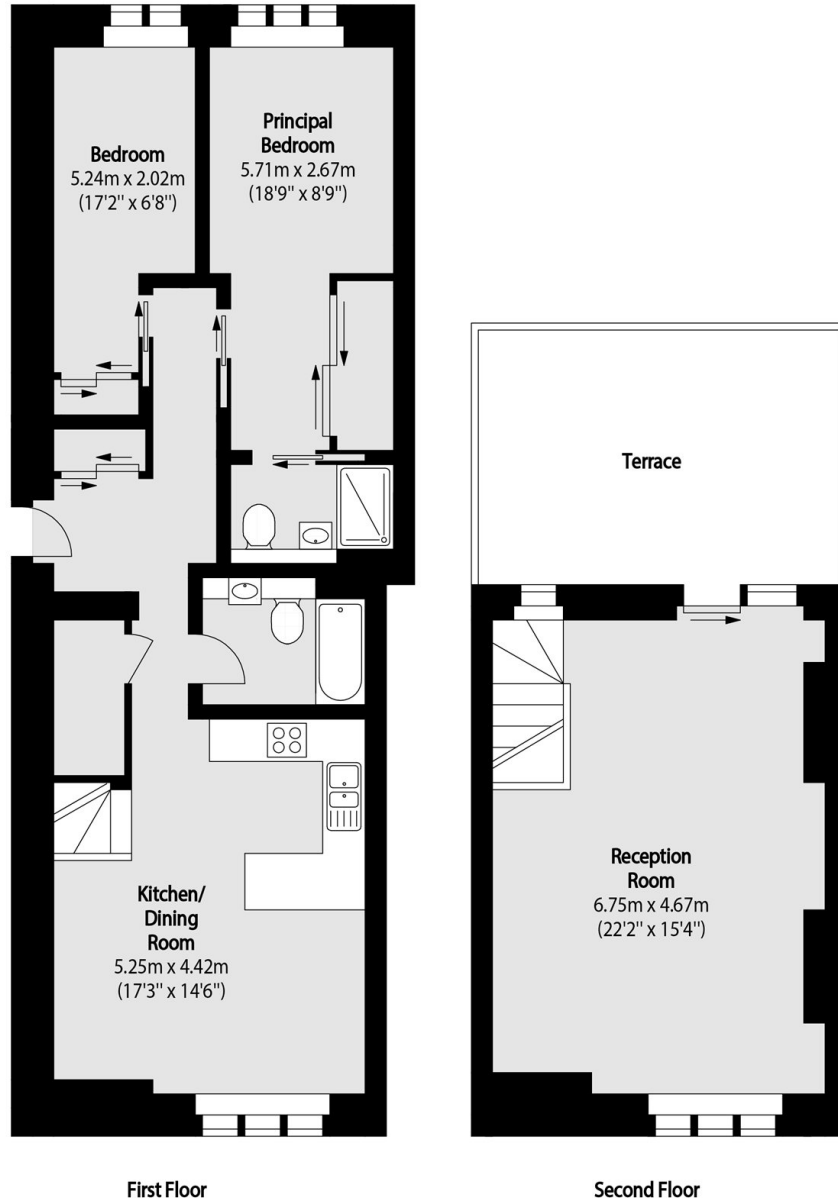 Bedroom
5.24m x 2.02m
(17'2" x 6'8")
Principal
Bedroom
5.71m x 2.67m
(18'9" x 8'9")
Terrace
Kitchen/
Dining
Room
5.25m x 4.42m
(17'3" x 14'6")
Reception
Room
6.75m x 4.67m
(22'2" x 15'4")
First Floor
Second Floor